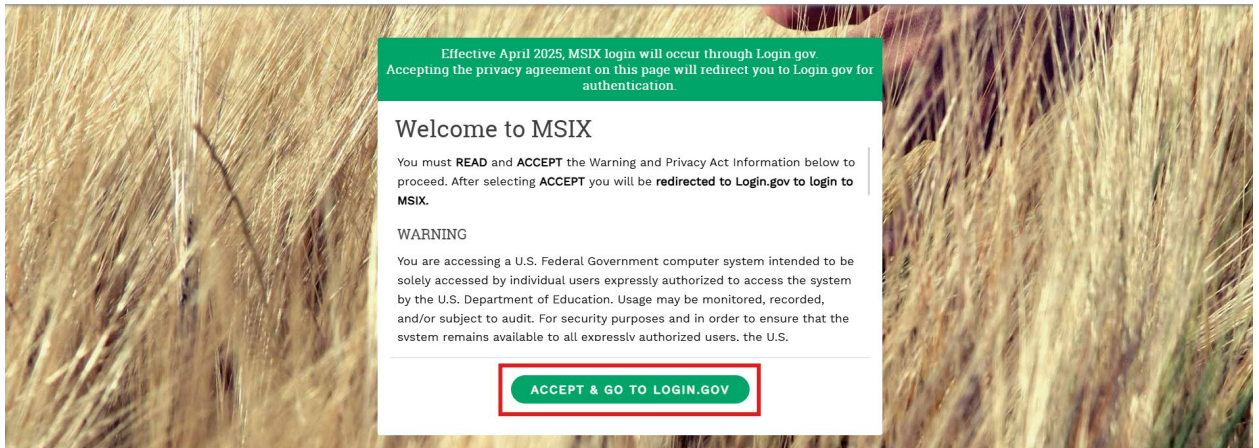 Effective April 2025, MSIX login will occur through Login.gov.
Accepting the privacy agreement on this page will redirect you to Login.gov for
authentication.
Welcome to MSIX
You must READ and ACCEPT the Warning and Privacy Act Information below to
proceed. After selecting ACCEPT you will be redirected to Login.gov to login to
MSIX.
WARNING
You are accessing a U.S. Federal Government computer system intended to be
solely accessed by individual users expressly authorized to access the system
by the U.S. Department of Education. Usage may be monitored, recorded,
and/or subject to audit. For security purposes and in order to ensure that the
system remains available to all expressly authorized users, the U.S.
ACCEPT & GO TO LOGIN.GOV